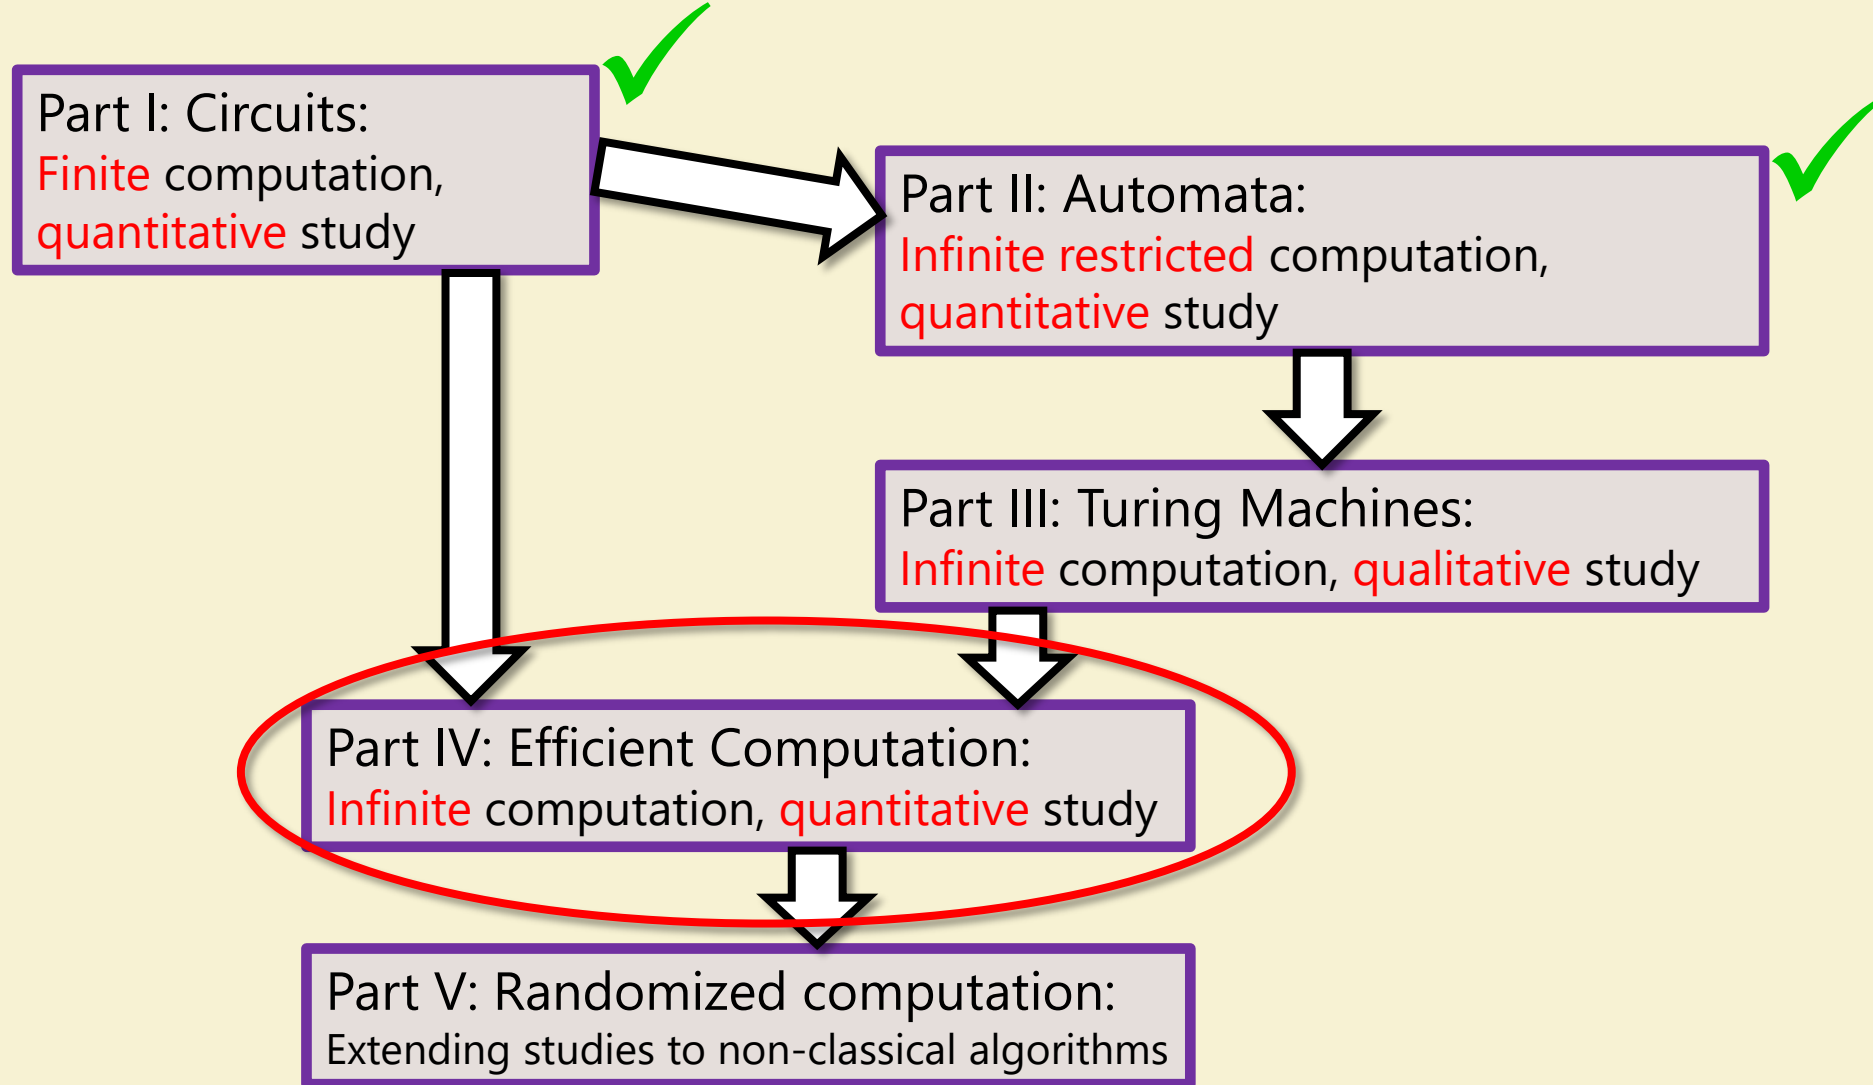 Part I: Circuits:
Finite computation,
quantitative study
Part II: Automata:
Infinite restricted computation,
quantitative study
Part III: Turing Machines:
Infinite computation, qualitative study
Part IV: Efficient Computation:
Infinite computation, quantitative study
Part V: Randomized computation:
Extending studies to non-classical algorithms